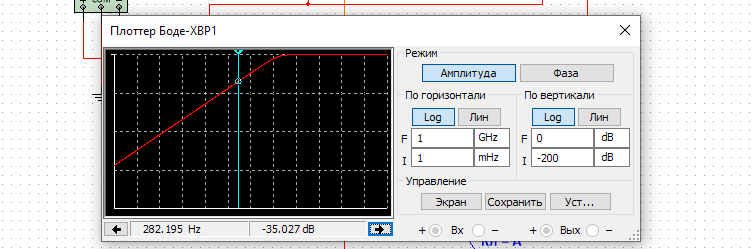 COM
Плоттер Боде-XBP1
Режим
Амплитуда Фаза
По горизонтали По вертикали
Log Лин Log Лин
F 1 GHz F 0 dB
I 1 mHz I -200 dB
Управление
Экран Сохранить Уст...
282.195 Hz -35.027 dB
+ Вх − + Вых −